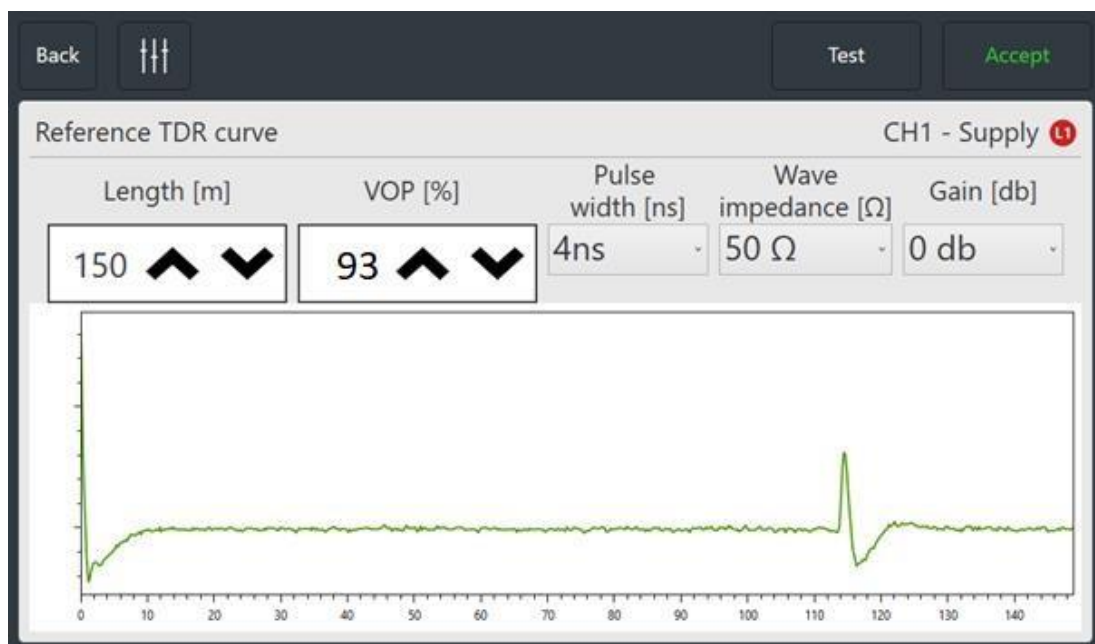 Back
Test
Accept
Reference TDR curve
CH1 - Supply L1
Length [m]
VOP [%]
Pulse
width [ns]
Wave
impedance [Ω]
Gain [db]
150
93
4ns
50 Ω
0 db
0 10 20 30 40 50 60 70 80 90 100 110 120 130 140